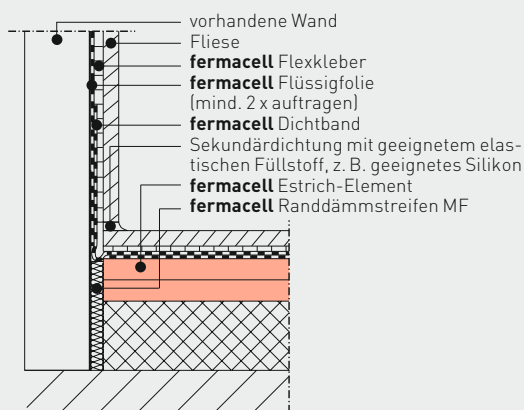 vorhandene Wand
Fliese
fermacell Flexkleber
fermacell Flüssigfolie
(mind. 2 x auftragen)
fermacell Dichtband
Sekundärdichtung mit geeignetem elas-
tischen Füllstoff, z. B. geeignetes Silikon
fermacell Estrich-Element
fermacell Randdämmstreifen MF